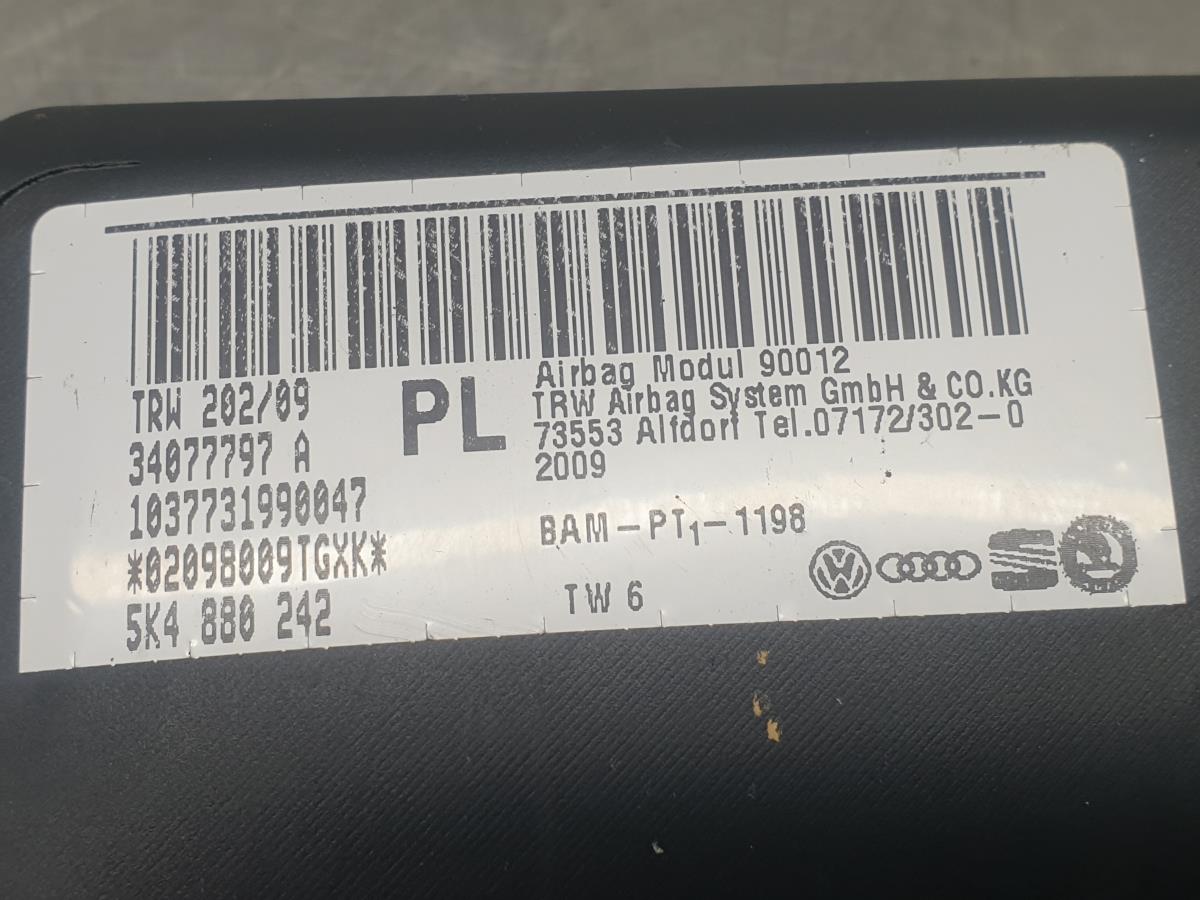 TRW 202/09
34077797 A
1037731990047
*02098009TGXK*
5K4 880 242
PL
Airbag Modul 90012
TRW Airbag System GmbH & CO.KG
73553 Alfdorf Tel.07172/302-0
2009
BAM-PT1-1198
TW 6